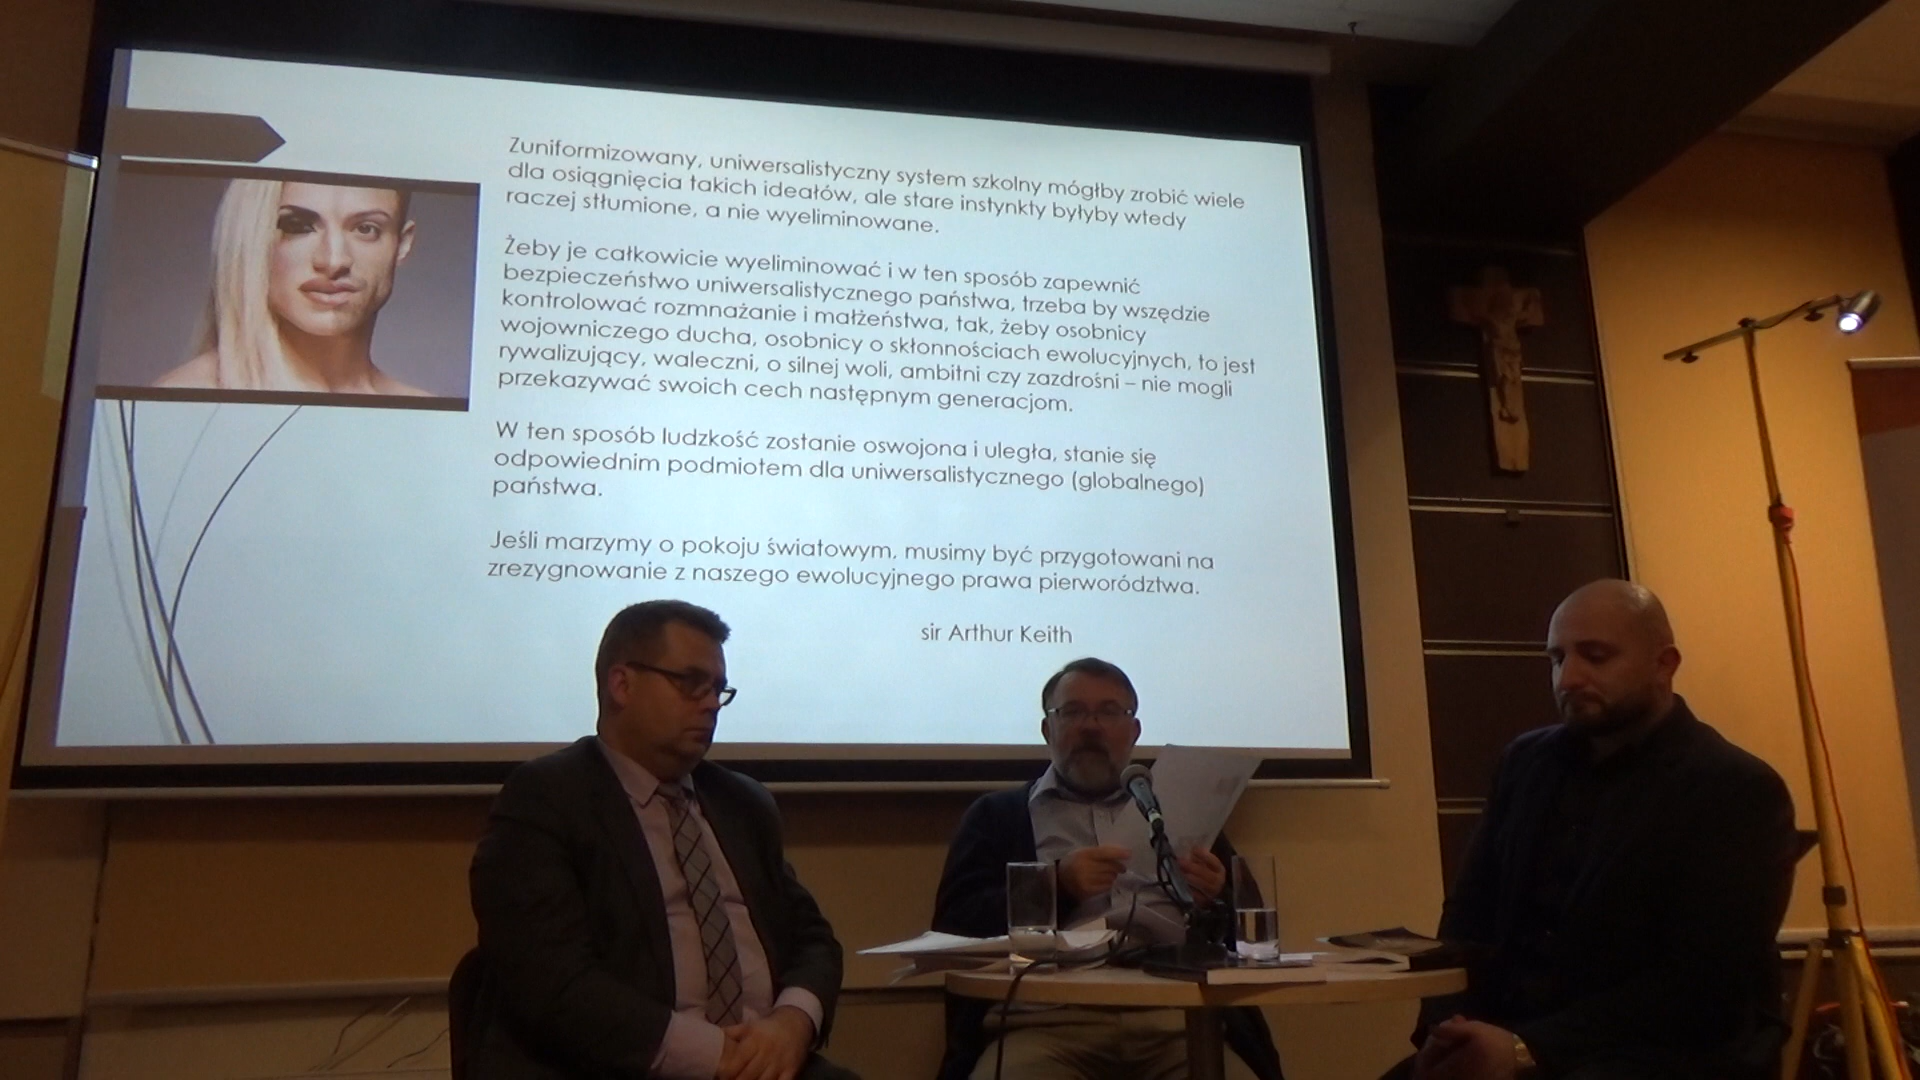 Zuniformizowany, uniwersalistyczny system szkolny mógłby zrobić wiele
dla osiągnięcia takich ideałów, ale stare instynkty byłyby wtedy
raczej stłumione, a nie wyeliminowane.
Żeby je całkowicie wyeliminować i w ten sposób zapewnić
bezpieczeństwo uniwersalistycznego państwa, trzeba by wszędzie
kontrolować rozmnażanie i małżeństwa, tak, żeby osobnicy
wojowniczego ducha, osobnicy o skłonnościach ewolucyjnych, to jest
rywalizujący, waleczni, o silnej woli, ambitni czy zazdrośni – nie mogli
przekazywać swoich cech następnym generacjom.
W ten sposób ludzkość zostanie oswojona i uległa, stanie się
odpowiednim podmiotem dla uniwersalistycznego (globalnego)
państwa.
Jeśli marzymy o pokoju światowym, musimy być przygotowani na
zrezygnowanie z naszego ewolucyjnego prawa pierworództwa.
sir Arthur Keith